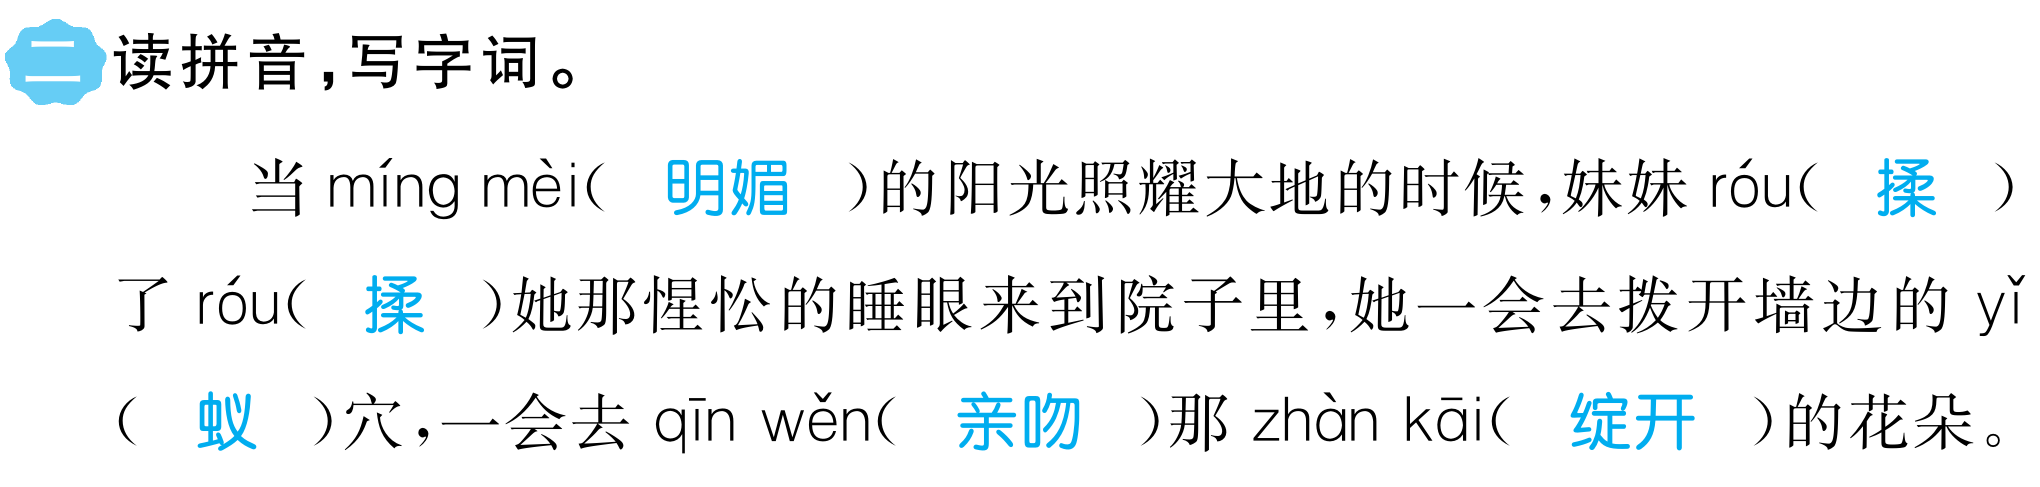 二 读拼音,写字词。
当 míng mèi( 明媚 )的阳光照耀大地的时候,妹妹 róu( 揉 )
了 róu( 揉 )她那惺忪的睡眼来到院子里,她一会去拨开墙边的 yǐ
( 蚁 )穴,一会去 qīn wěn( 亲吻 )那 zhàn kāi( 绽开 )的花朵。